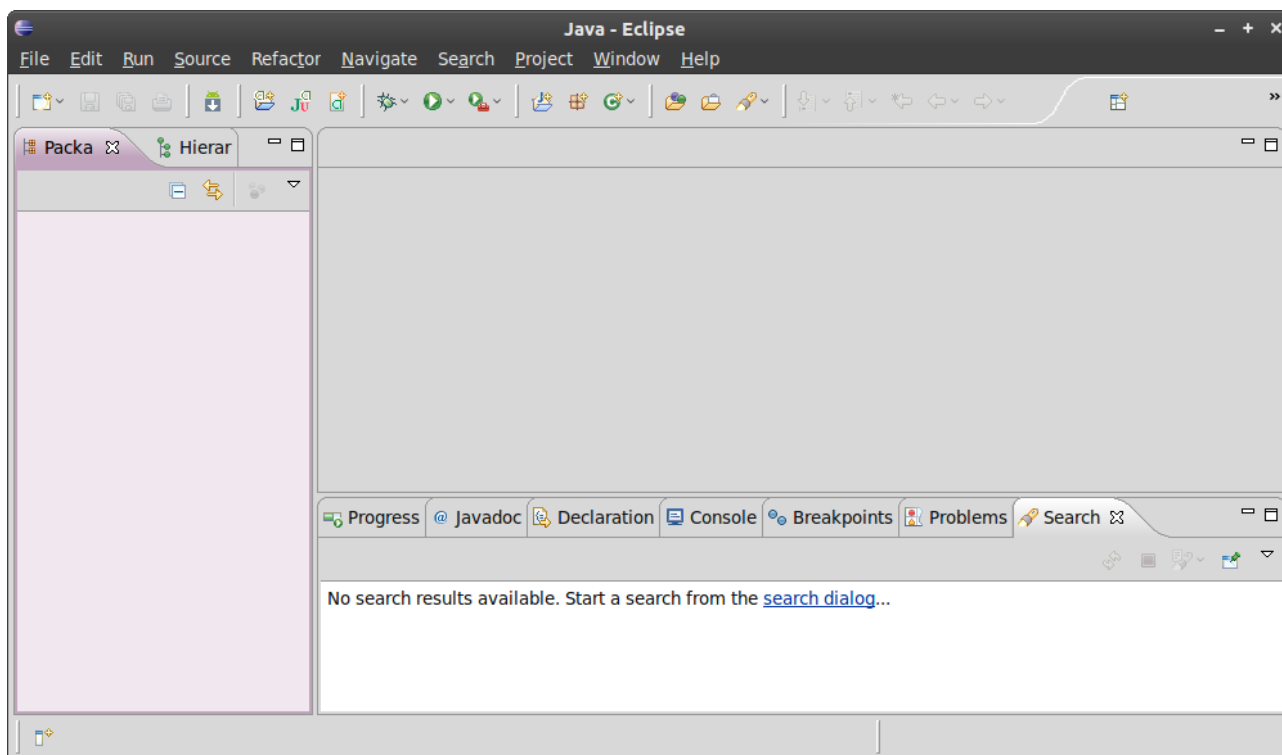 Java - Eclipse
File Edit Run Source Refactor Navigate Search Project Window Help
Packa Hierar
Progress @ Javadoc Declaration Console Breakpoints Problems Search
No search results available. Start a search from the search dialog...